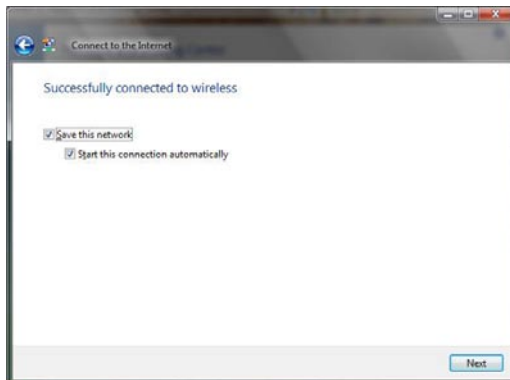 Connect to the Internet
Successfully connected to wireless
Save this network
Start this connection automatically
Next